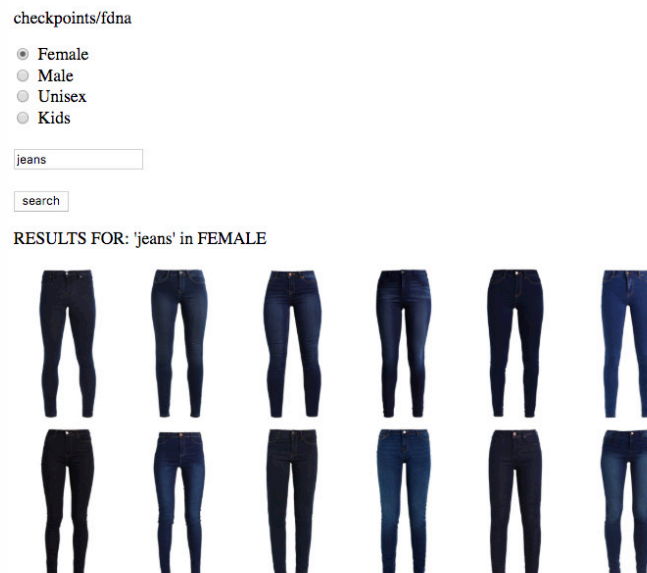 checkpoints/fdna
Female
Male
Unisex
Kids
jeans
search
RESULTS FOR: 'jeans' in FEMALE